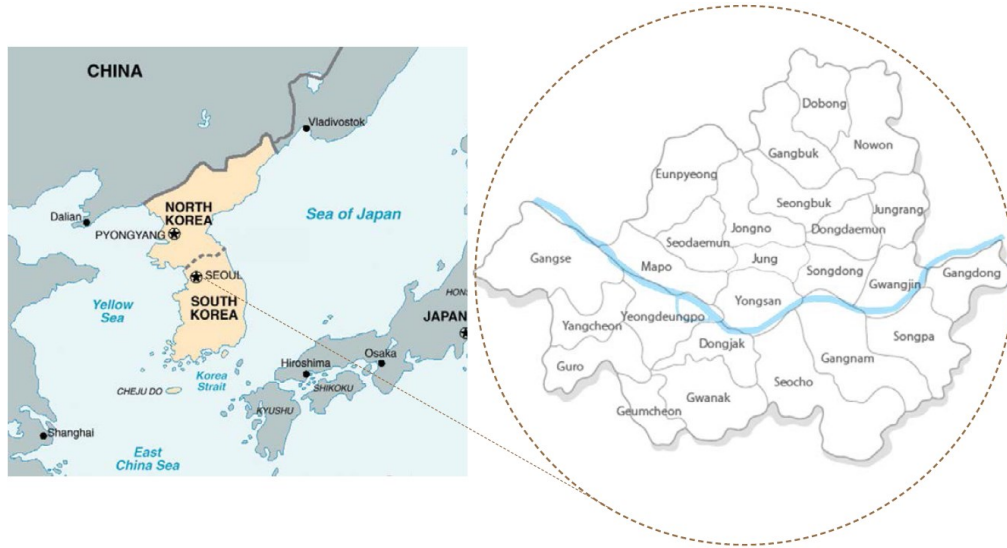 CHINA
Vladivostok
NORTH
KOREA
Dalian
PYONGYANG
Sea of Japan
SEOUL
Yellow
Sea
SOUTH
KOREA
JAPAN
Korea
Strait
Hiroshima
Osaka
CHEJU DO
SHIKOKU
KYUSHU
Shanghai
East
China Sea
Dobong
Nowon
Gangbuk
Eunpyeong
Seongbuk
Jungrang
Jongno
Dongdaemun
Seodaemun
Gangse
Mapo
Jung
Songdong
Gwangjin
Gangdong
Yongsan
Yeongdeungpo
Yangcheon
Dongjak
Songpa
Guro
Gangnam
Seocho
Gwanak
Geumcheon